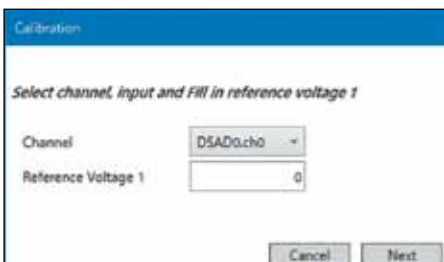 Calibration
Select channel, input and Fill in reference voltage 1
Channel DSAD0.ch0
Reference Voltage 1 0
Cancel Next